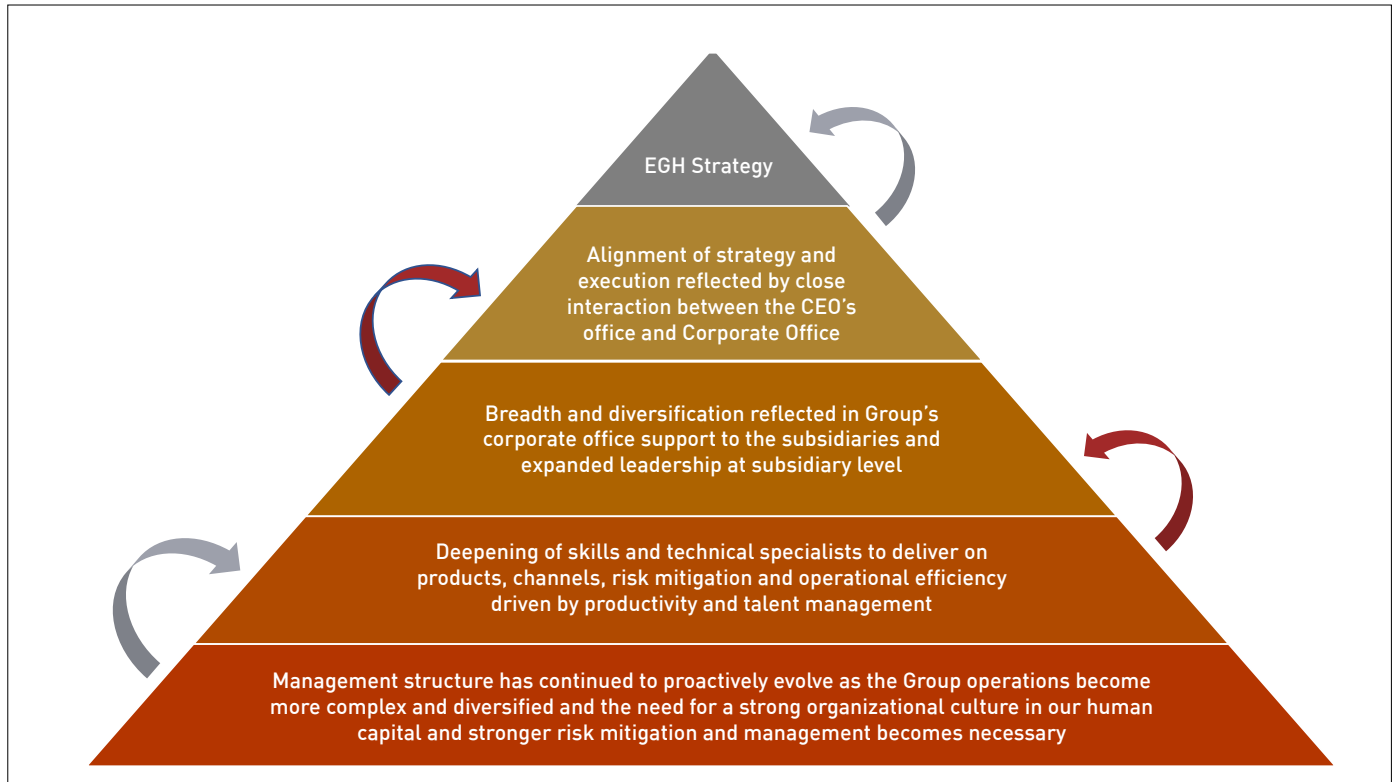 EGH Strategy
Alignment of strategy and
execution reflected by close
interaction between the CEO’s
office and Corporate Office
Breadth and diversification reflected in Group’s
corporate office support to the subsidiaries and
expanded leadership at subsidiary level
Deepening of skills and technical specialists to deliver on
products, channels, risk mitigation and operational efficiency
driven by productivity and talent management
Management structure has continued to proactively evolve as the Group operations become
more complex and diversified and the need for a strong organizational culture in our human
capital and stronger risk mitigation and management becomes necessary